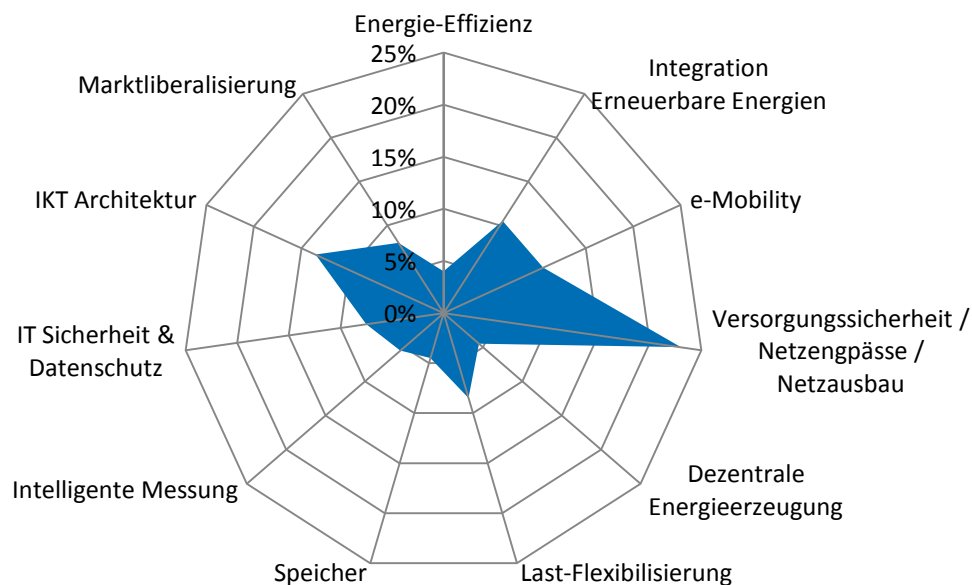 Energie-Effizienz
Integration
Erneuerbare Energien
e-Mobility
Versorgungssicherheit /
Netzengpässe /
Netzausbau
Dezentrale
Energieerzeugung
Last-Flexibilisierung
Speicher
Intelligente Messung
IT Sicherheit &
Datenschutz
IKT Architektur
Marktliberalisierung
25%
20%
15%
10%
5%
0%